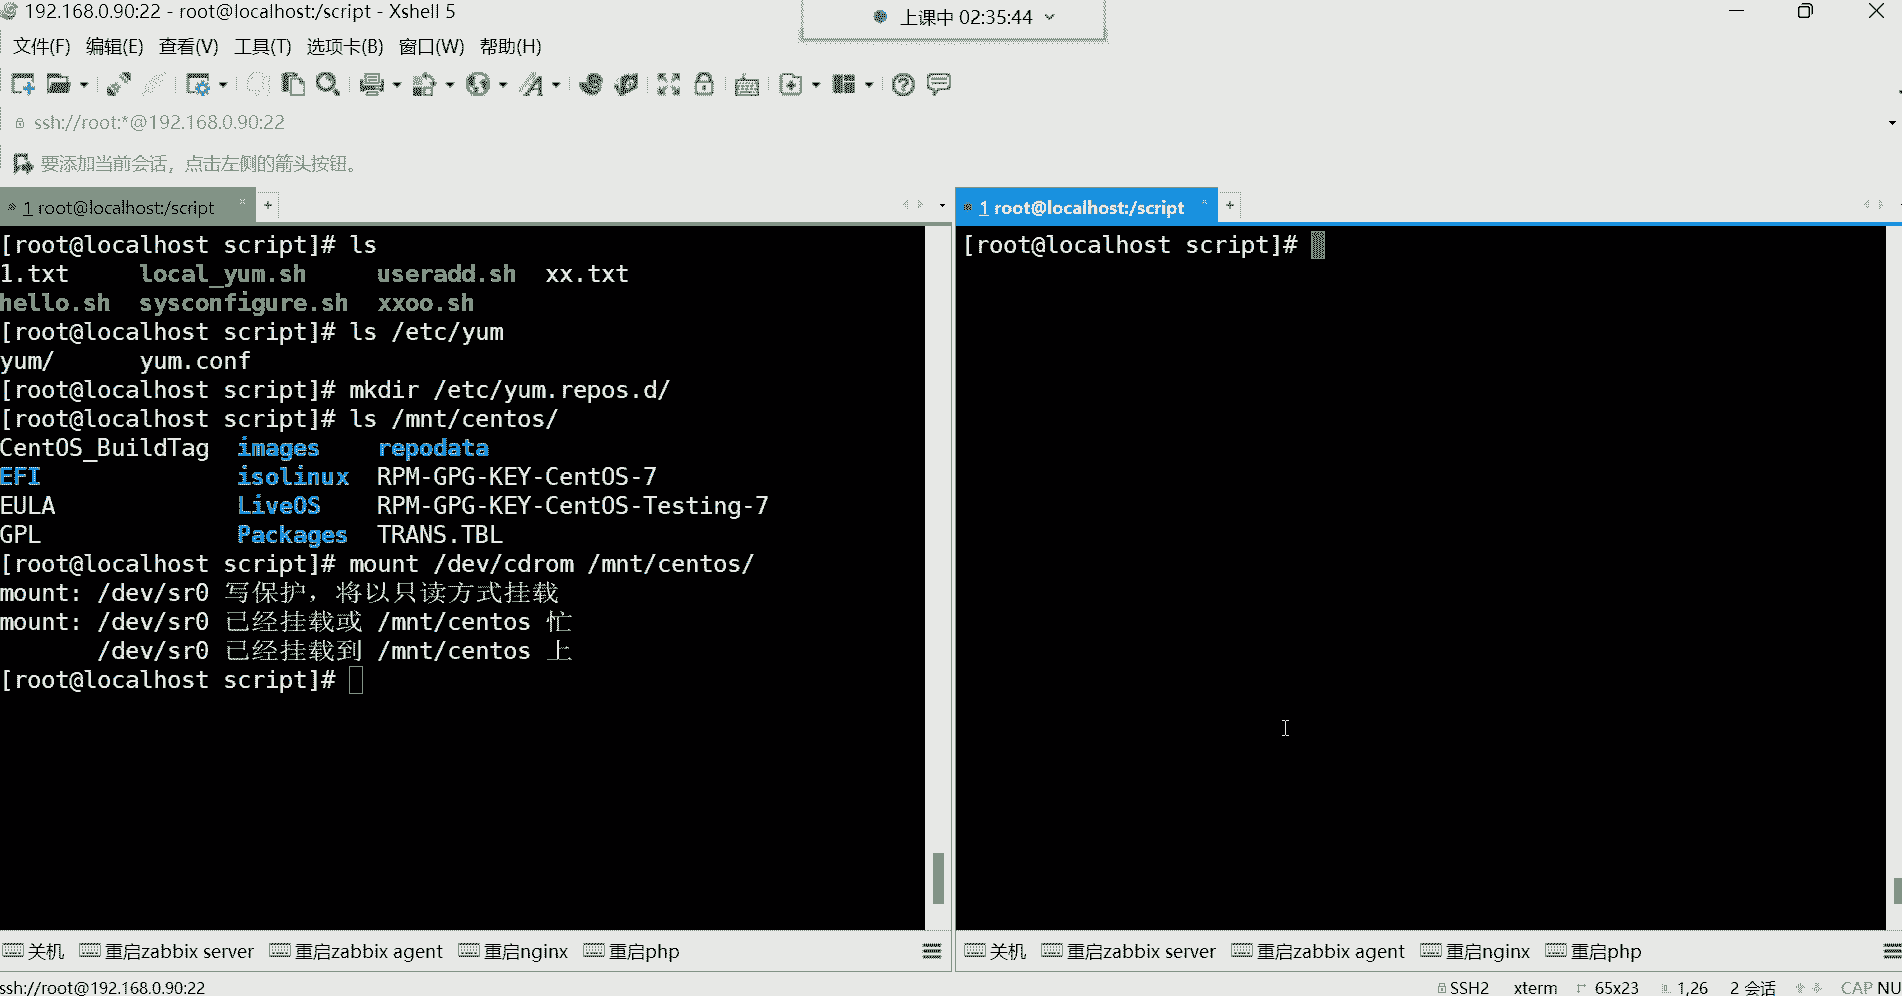 192.168.0.90:22 - root@localhost:/script - Xshell 5
上课中 02:35:44
文件(F) 编辑(E) 查看(V) 工具(T) 选项卡(B) 窗口(W) 帮助(H)
ssh://root:*@192.168.0.90:22
要添加当前会话，点击左侧的箭头按钮。
1 root@localhost:/script
[root@localhost script]# ls
1.txt local_yum.sh useradd.sh xx.txt
hello.sh sysconfigure.sh xxoo.sh
[root@localhost script]# ls /etc/yum
yum/ yum.conf
[root@localhost script]# mkdir /etc/yum.repos.d/
[root@localhost script]# ls /mnt/centos/
CentOS_BuildTag images repodata
EFI isolinux RPM-GPG-KEY-CentOS-7
EULA LiveOS RPM-GPG-KEY-CentOS-Testing-7
GPL Packages TRANS.TBL
[root@localhost script]# mount /dev/cdrom /mnt/centos/
mount: /dev/sr0 写保护，将以只读方式挂载
mount: /dev/sr0 已经挂载或 /mnt/centos 忙
/dev/sr0 已经挂载到 /mnt/centos 上
[root@localhost script]#
关机 重启zabbix server 重启zabbix agent 重启nginx 重启php
1 root@localhost:/script
[root@localhost script]#
关机 重启zabbix server 重启zabbix agent 重启nginx 重启php
ssh://root@192.168.0.90:22
SSH2 xterm 65x23 1,26 2 会话 CAP NU